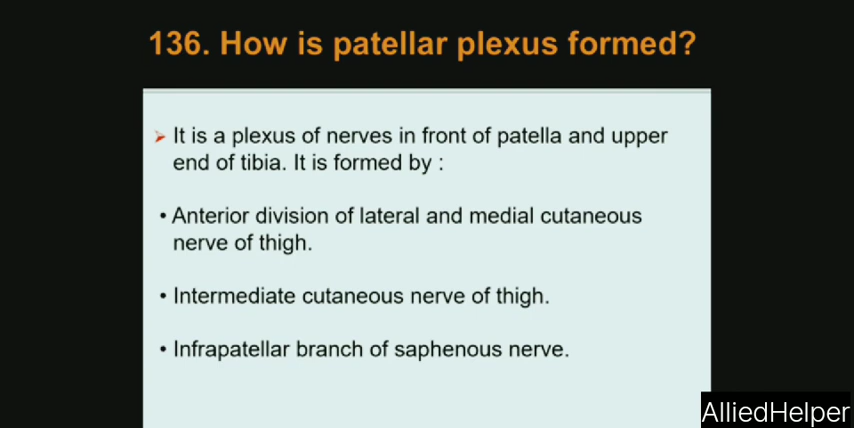 136. How is patellar plexus formed?
➢ It is a plexus of nerves in front of patella and upper
end of tibia. It is formed by :
• Anterior division of lateral and medial cutaneous
nerve of thigh.
• Intermediate cutaneous nerve of thigh.
• Infrapatellar branch of saphenous nerve.
AlliedHelper